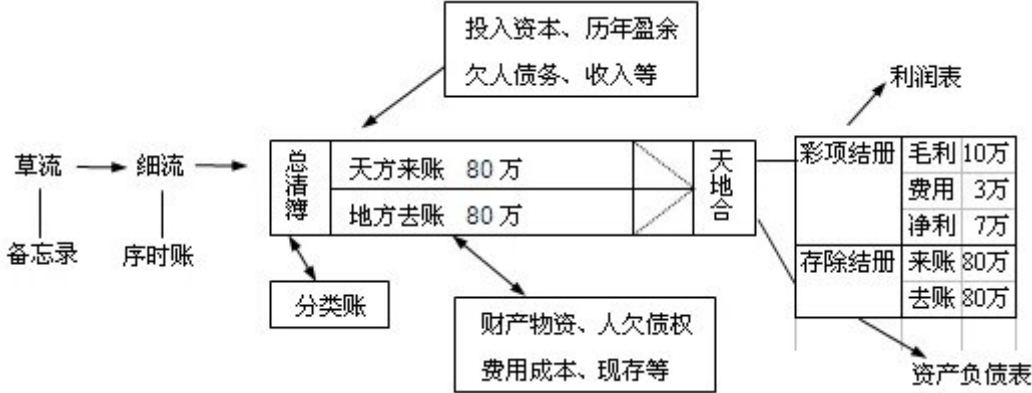 投入资本、历年盈余
欠人债务、收入等
利润表
草流
细流
总清簿
天方来账 80万
地方去账 80万
天地合
彩项结册 毛利 10万
费用 3万
净利 7万
存除结册 来账 80万
去账 80万
备忘录
序时账
分类账
财产物资、人欠债权
费用成本、现存等
资产负债表